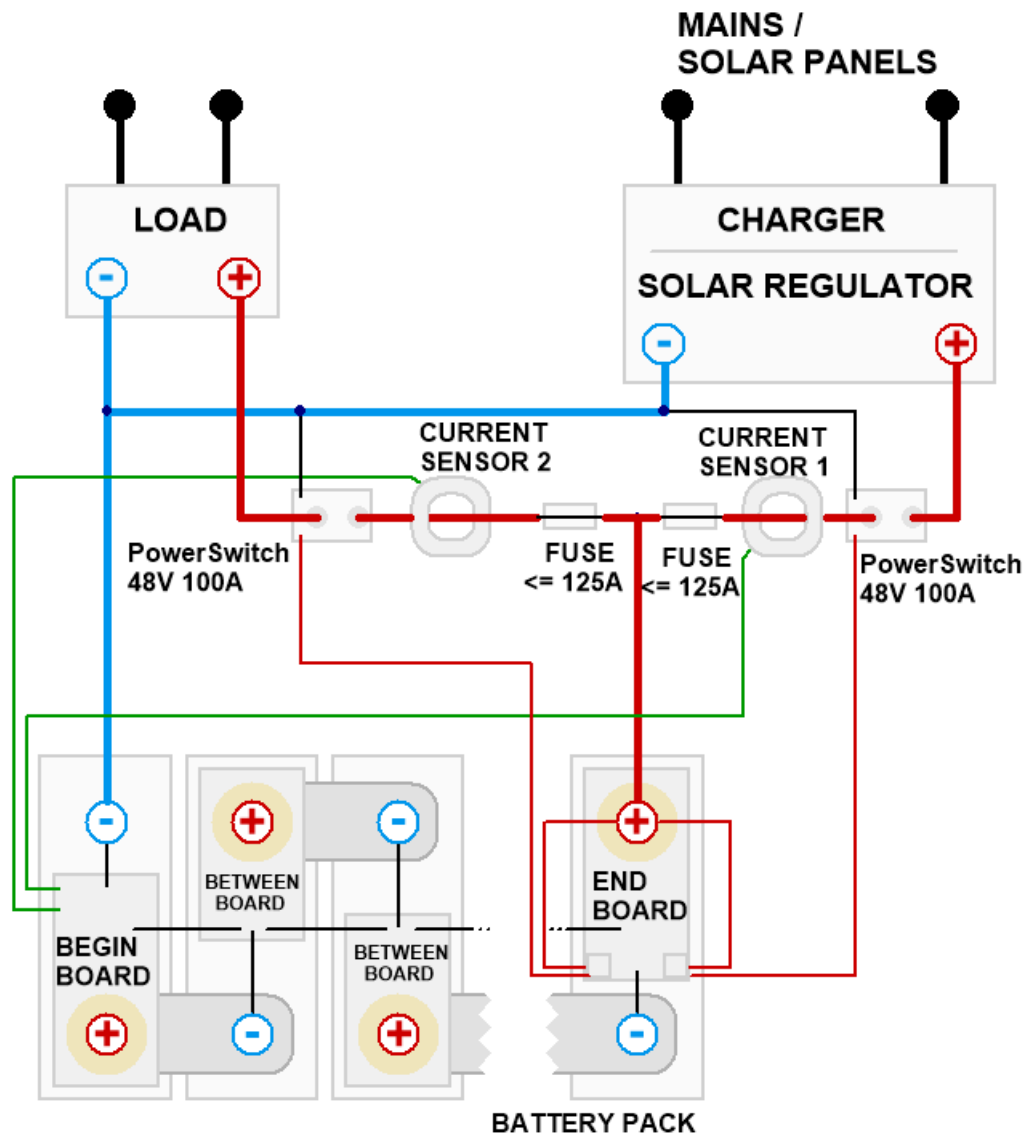 MAINS /
SOLAR PANELS
LOAD
CHARGER
SOLAR REGULATOR
-
+
-
+
CURRENT
SENSOR 2
CURRENT
SENSOR 1
PowerSwitch
48V 100A
FUSE
<= 125A
FUSE
<= 125A
PowerSwitch
48V 100A
-
+
-
+
BETWEEN
BOARD
END
BOARD
BEGIN
BOARD
BETWEEN
BOARD
+
-
+
-
BATTERY PACK